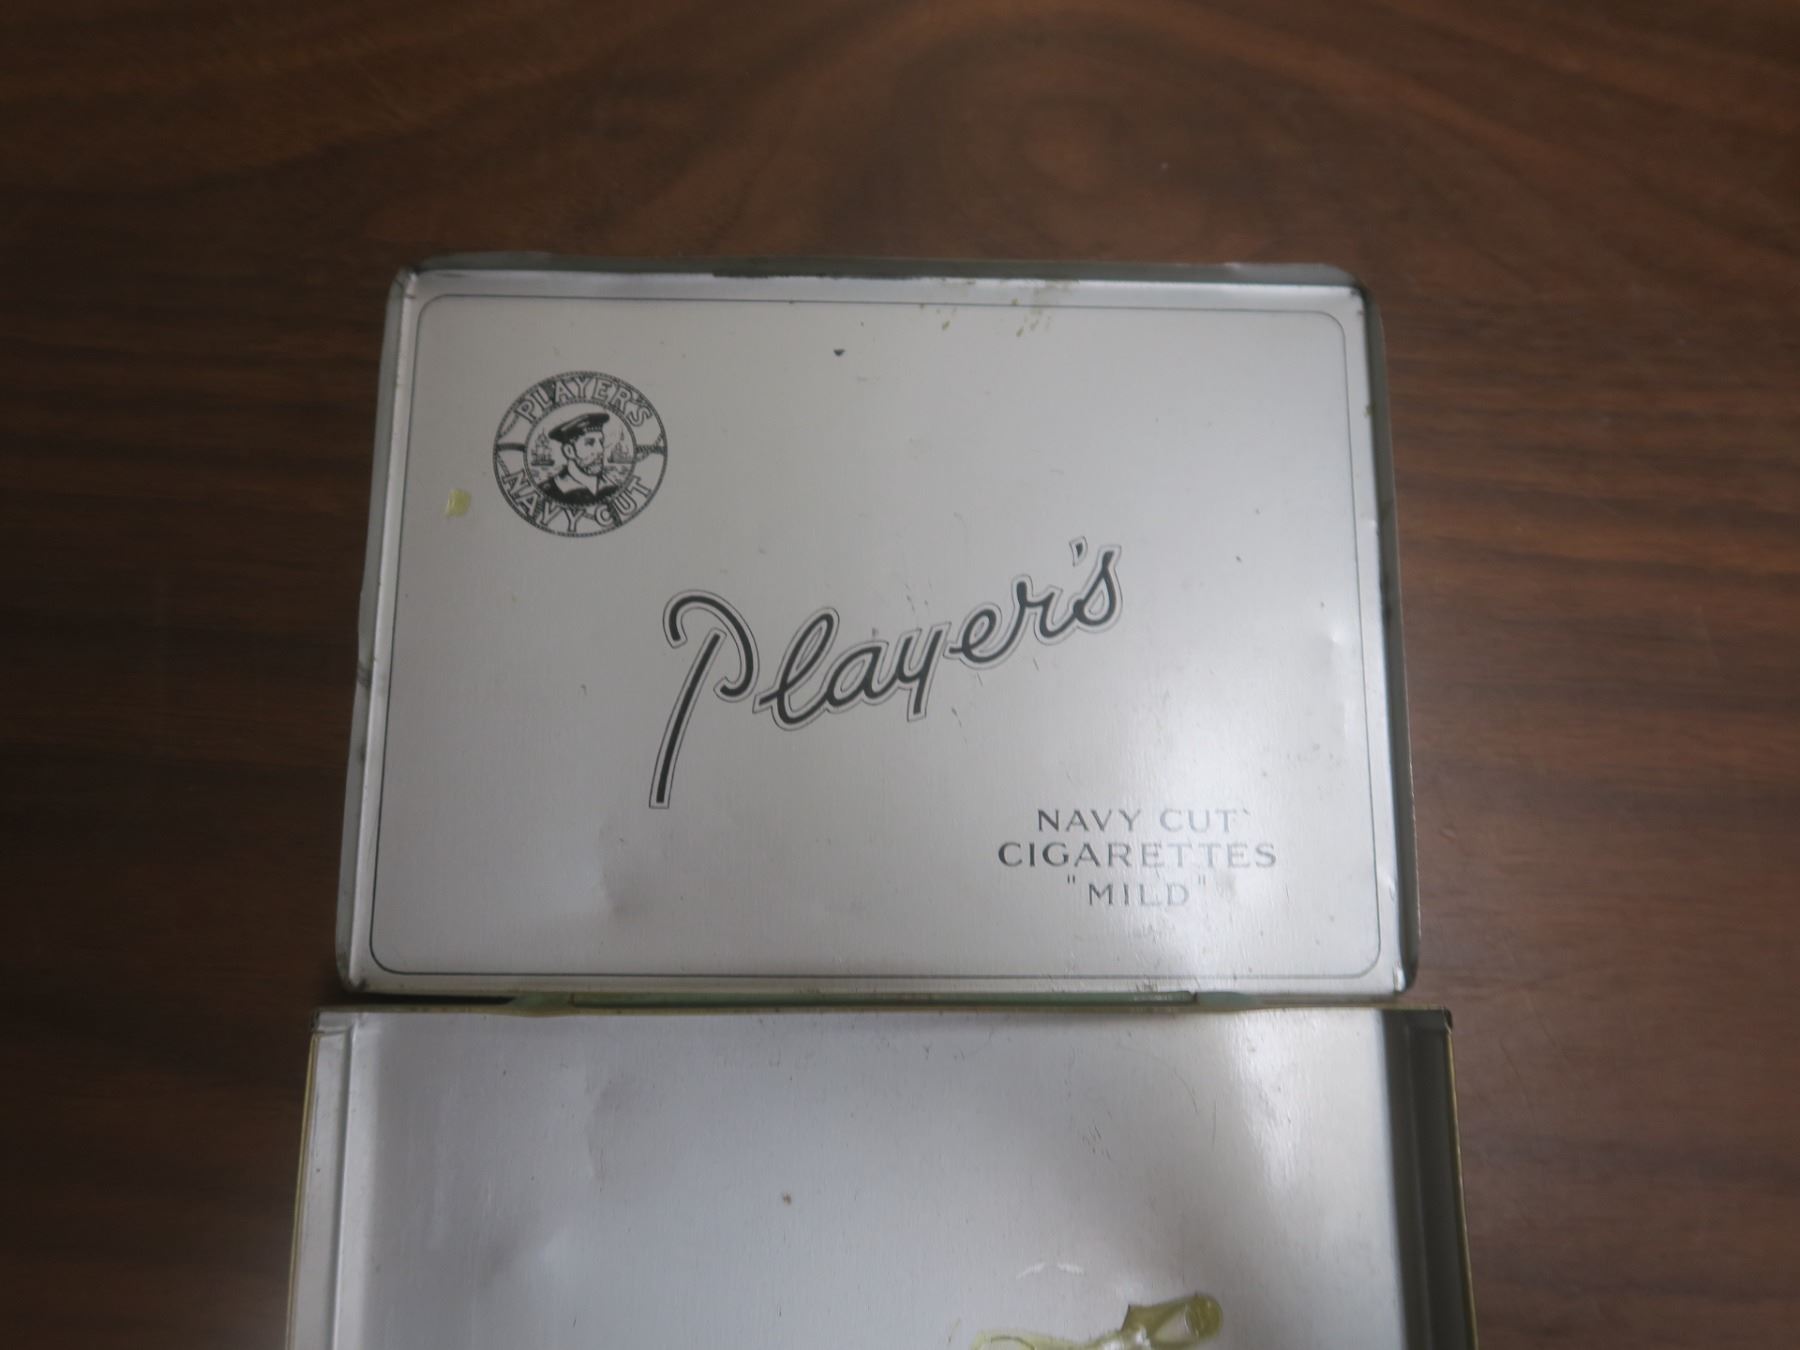 PLAYER'S
NAVY CUT
Player's
NAVY CUT
CIGARETTES
"MILD"